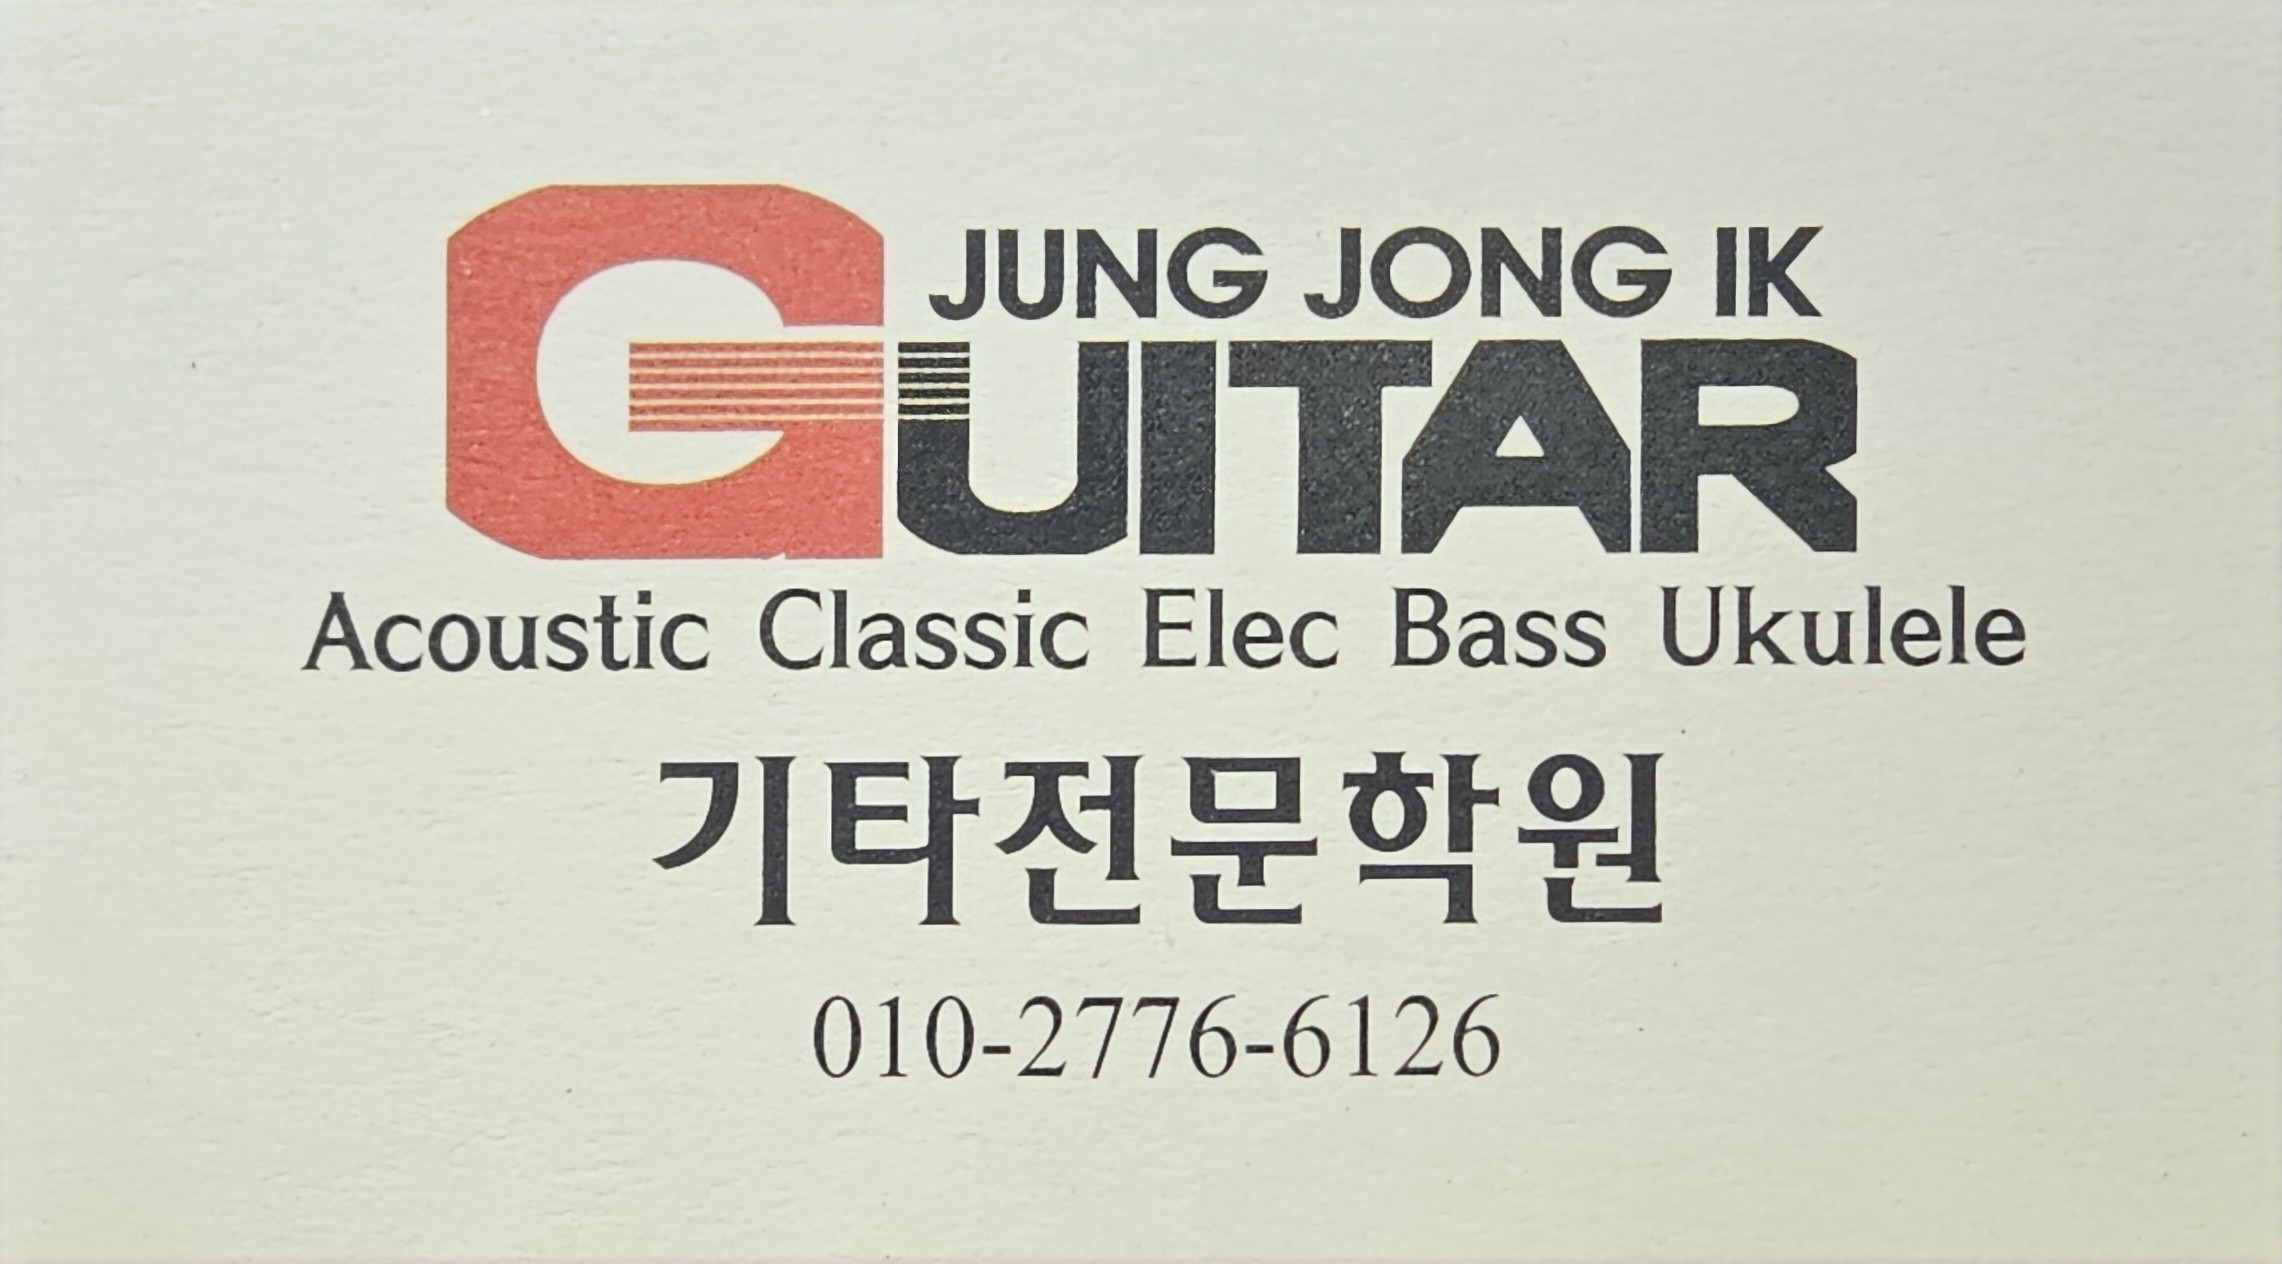 JUNG JONG IK
GUITAR
Acoustic Classic Elec Bass Ukulele
기타전문학원
010-2776-6126